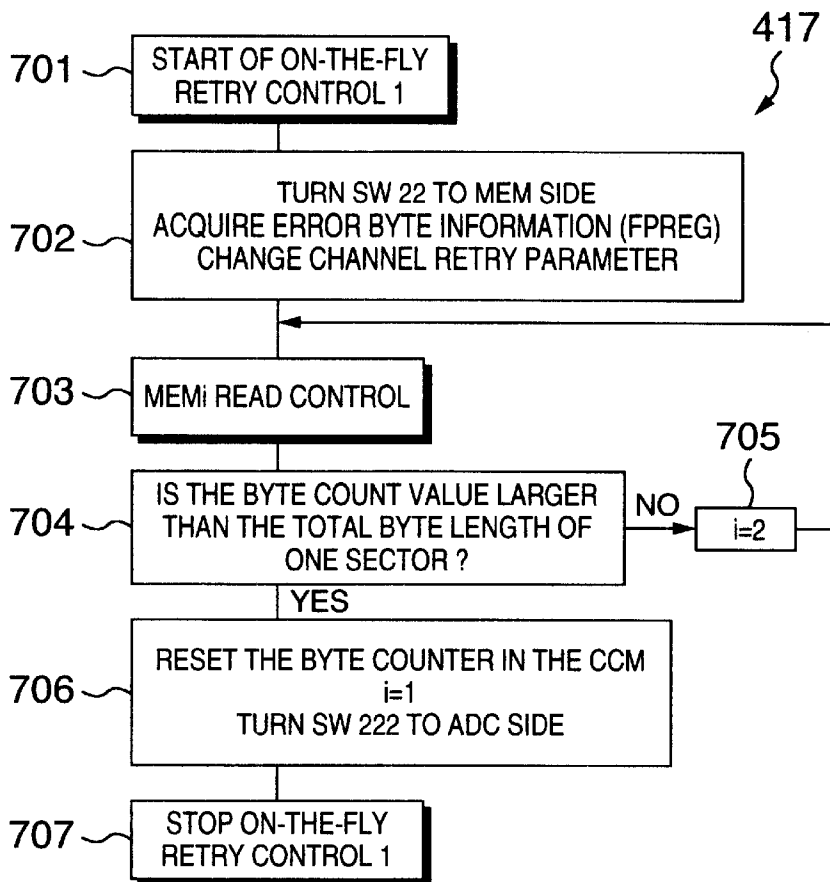 417
701
START OF ON-THE-FLY
RETRY CONTROL 1
702
TURN SW 22 TO MEM SIDE
ACQUIRE ERROR BYTE INFORMATION (FPREG)
CHANGE CHANNEL RETRY PARAMETER
703
MEMi READ CONTROL
704
IS THE BYTE COUNT VALUE LARGER
THAN THE TOTAL BYTE LENGTH OF
ONE SECTOR ?
NO
705
i=2
YES
706
RESET THE BYTE COUNTER IN THE CCM
i=1
TURN SW 222 TO ADC SIDE
707
STOP ON-THE-FLY
RETRY CONTROL 1